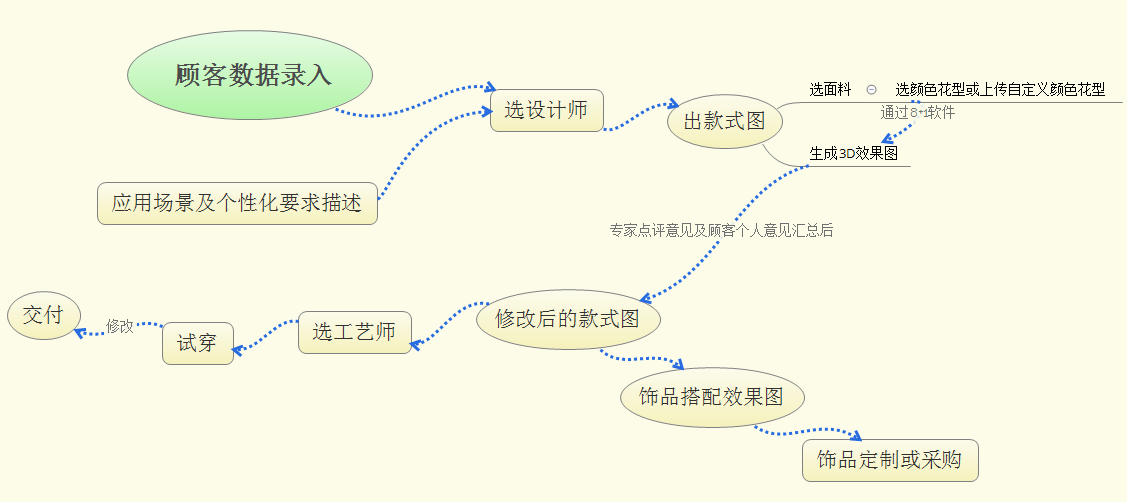 顾客数据录入
选设计师
应用场景及个性化要求描述
出款式图
选面料
选颜色花型或上传自定义颜色花型
通过8+1软件
生成3D效果图
专家点评意见及顾客个人意见汇总后
修改后的款式图
选工艺师
试穿
修改
交付
饰品搭配效果图
饰品定制或采购